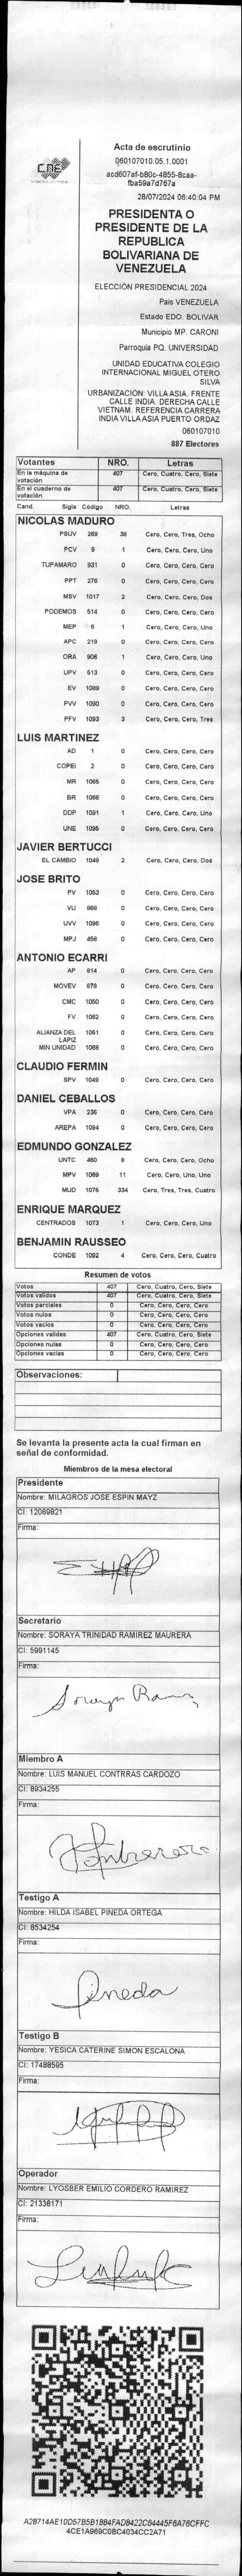 CNE
Acta de escrutinio
060107010.05.1.0001
acd607af-b80c-4855-8caa-
fba59a7d767a
28/07/2024 06:40:04 PM
PRESIDENTA O
PRESIDENTE DE LA
REPUBLICA
BOLIVARIANA DE
VENEZUELA
ELECCIÓN PRESIDENCIAL 2024
Pais VENEZUELA
Estado EDO. BOLIVAR
Municipio MP. CARONI
Parroquia PQ. UNIVERSIDAD
UNIDAD EDUCATIVA COLEGIO
INTERNACIONAL MIGUEL OTERO
SILVA
URBANIZACIÓN: VILLA ASIA. FRENTE
CALLE INDIA. DERECHA CALLE
VIETNAM. REFERENCIA CARRERA
INDIA VILLA ASIA PUERTO ORDAZ
060107010
887 Electores
Votantes NRO. Letras
En la máquina de votación 407 Cero, Cuatro, Cero, Siete
En el cuaderno de votación 407 Cero, Cuatro, Cero, Siete
Cand. Sigla Código NRO. Letras
NICOLAS MADURO
PSUV 269 38 Cero, Cero, Tres, Ocho
PCV 9 1 Cero, Cero, Cero, Uno
TUPAMARO 931 0 Cero, Cero, Cero, Cero
PPT 276 0 Cero, Cero, Cero, Cero
MSV 1017 2 Cero, Cero, Cero, Dos
PODEMOS 514 0 Cero, Cero, Cero, Cero
MEP 6 1 Cero, Cero, Cero, Uno
APC 219 0 Cero, Cero, Cero, Cero
ORA 906 1 Cero, Cero, Cero, Uno
UPV 513 0 Cero, Cero, Cero, Cero
EV 1089 0 Cero, Cero, Cero, Cero
PVV 1090 0 Cero, Cero, Cero, Cero
PFV 1093 3 Cero, Cero, Cero, Tres
LUIS MARTINEZ
AD 1 0 Cero, Cero, Cero, Cero
COPEI 2 0 Cero, Cero, Cero, Cero
MR 1065 0 Cero, Cero, Cero, Cero
BR 1066 0 Cero, Cero, Cero, Cero
DDP 1091 1 Cero, Cero, Cero, Uno
UNE 1095 0 Cero, Cero, Cero, Cero
JAVIER BERTUCCI
EL CAMBIO 1048 2 Cero, Cero, Cero, Dos
JOSE BRITO
PV 1053 0 Cero, Cero, Cero, Cero
VU 868 0 Cero, Cero, Cero, Cero
UVV 1096 0 Cero, Cero, Cero, Cero
MPJ 458 0 Cero, Cero, Cero, Cero
ANTONIO ECARRI
AP 814 0 Cero, Cero, Cero, Cero
MOVEV 878 0 Cero, Cero, Cero, Cero
CMC 1050 0 Cero, Cero, Cero, Cero
FV 1062 0 Cero, Cero, Cero, Cero
ALIANZA DEL LAPIZ 1051 0 Cero, Cero, Cero, Cero
MIN UNIDAD 1068 0 Cero, Cero, Cero, Cero
CLAUDIO FERMIN
SPV 1049 0 Cero, Cero, Cero, Cero
DANIEL CEBALLOS
VPA 236 0 Cero, Cero, Cero, Cero
AREPA 1094 0 Cero, Cero, Cero, Cero
EDMUNDO GONZALEZ
UNTC 460 8 Cero, Cero, Cero, Ocho
MPV 1069 11 Cero, Cero, Uno, Uno
MUD 1075 334 Cero, Tres, Tres, Cuatro
ENRIQUE MARQUEZ
CENTRADOS 1073 1 Cero, Cero, Cero, Uno
BENJAMIN RAUSSEO
CONDE 1092 4 Cero, Cero, Cero, Cuatro
Resumen de votos
Votos 407 Cero, Cuatro, Cero, Siete
Votos validos 407 Cero, Cuatro, Cero, Siete
Votos parciales 0 Cero, Cero, Cero, Cero
Votos nulos 0 Cero, Cero, Cero, Cero
Votos vacios 0 Cero, Cero, Cero, Cero
Opciones validas 407 Cero, Cuatro, Cero, Siete
Opciones nulas 0 Cero, Cero, Cero, Cero
Opciones vacias 0 Cero, Cero, Cero, Cero
Observaciones:
Se levanta la presente acta la cual firman en
señal de conformidad.
Miembros de la mesa electoral
Presidente
Nombre: MILAGROS JOSE ESPIN MAYZ
CI: 12069821
Firma:
Secretario
Nombre: SORAYA TRINIDAD RAMIREZ MAURERA
CI: 5991145
Firma:
Soraya Ramirez
Miembro A
Nombre: LUIS MANUEL CONTRRAS CARDOZO
CI: 8934255
Firma:
Testigo A
Nombre: HILDA ISABEL PINEDA ORTEGA
CI: 8534254
Firma:
Pineda
Testigo B
Nombre: YESICA CATERINE SIMON ESCALONA
CI: 17488595
Firma:
Operador
Nombre: LYOSBER EMILIO CORDERO RAMIREZ
CI: 21338171
Firma:
A28714AE10D57B5B1B84FAD8422C64445F6A76CFFC
4CE1A969C0BC4034CC2A71